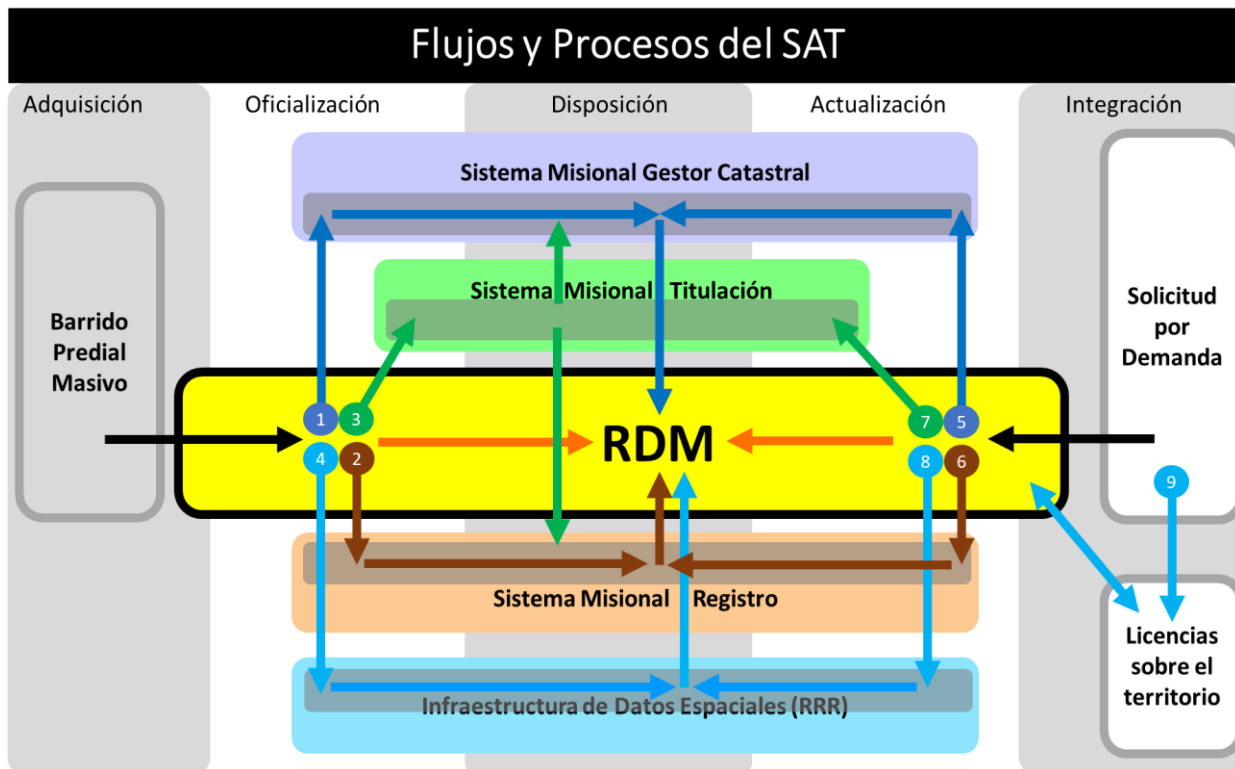 Flujos y Procesos del SAT
Adquisición
Oficialización
Disposición
Actualización
Integración
Sistema Misional Gestor Catastral
Sistema Misional Titulación
Barrido
Predial
Masivo
Solicitud
por
Demanda
1
3
7
5
RDM
4
2
8
6
9
Sistema Misional Registro
Licencias
sobre el
territorio
Infraestructura de Datos Espaciales (RRR)